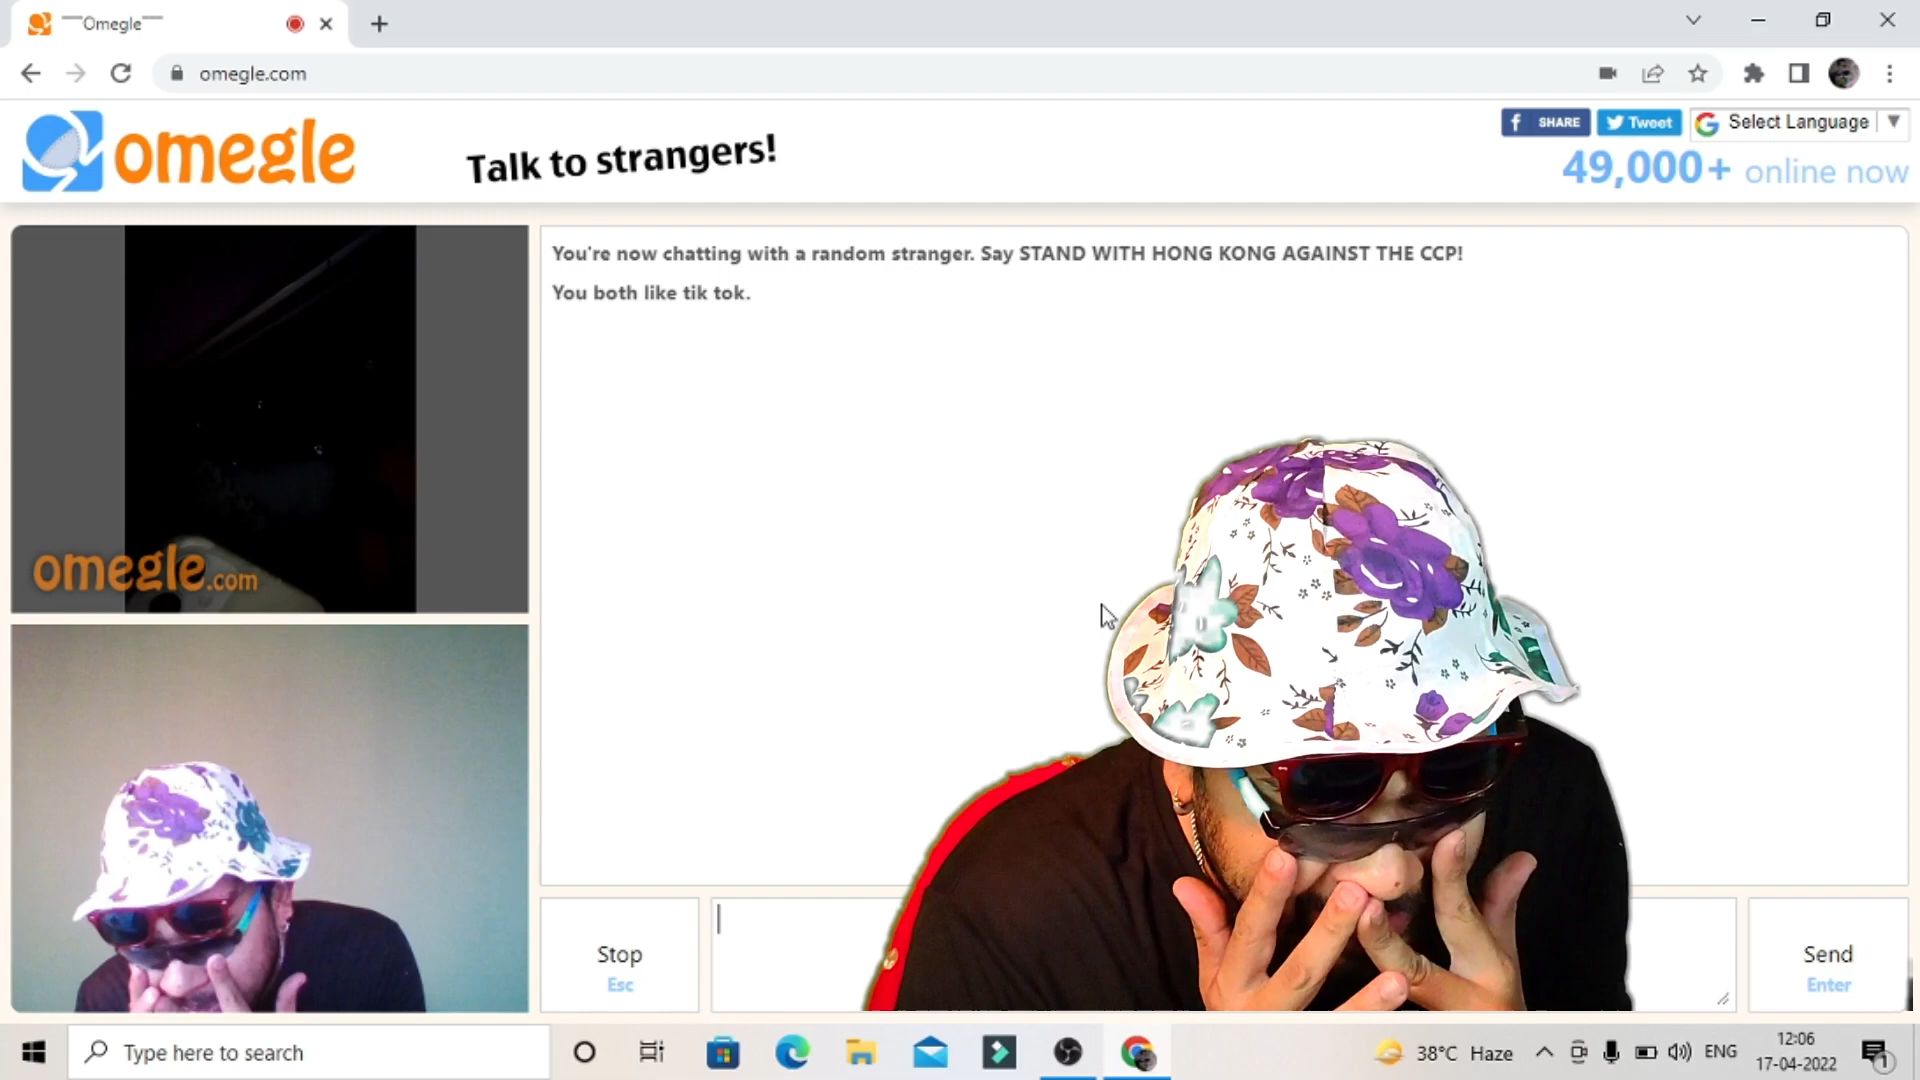 Omegle
omegle.com
omegle
Talk to strangers!
SHARE
Tweet
Select Language
49,000+ online now
You're now chatting with a random stranger. Say STAND WITH HONG KONG AGAINST THE CCP!
You both like tik tok.
omegle.com
Stop
Esc
Send
Enter
Type here to search
38°C Haze
ENG
12:06
17-04-2022
1